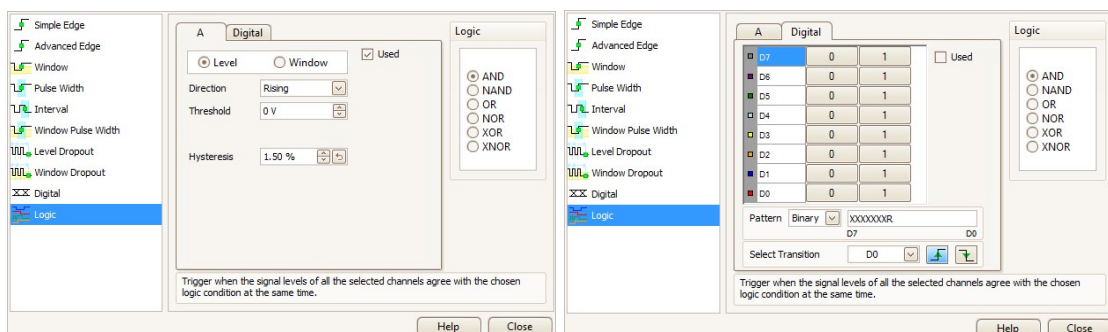 Simple Edge
Advanced Edge
Window
Pulse Width
Interval
Window Pulse Width
Level Dropout
Window Dropout
Digital
Logic
A Digital
Level Window
Used
Direction Rising
Threshold 0 V
Hysteresis 1.50 %
Logic
AND
NAND
OR
NOR
XOR
XNOR
Trigger when the signal levels of all the selected channels agree with the chosen
logic condition at the same time.
Help Close
Simple Edge
Advanced Edge
Window
Pulse Width
Interval
Window Pulse Width
Level Dropout
Window Dropout
Digital
Logic
A Digital
D7 0 1
D6 0 1
D5 0 1
D4 0 1
D3 0 1
D2 0 1
D1 0 1
D0 0 1
Used
Pattern Binary XXXXXXXR
D7 D0
Select Transition D0
Logic
AND
NAND
OR
NOR
XOR
XNOR
Trigger when the signal levels of all the selected channels agree with the chosen
logic condition at the same time.
Help Close